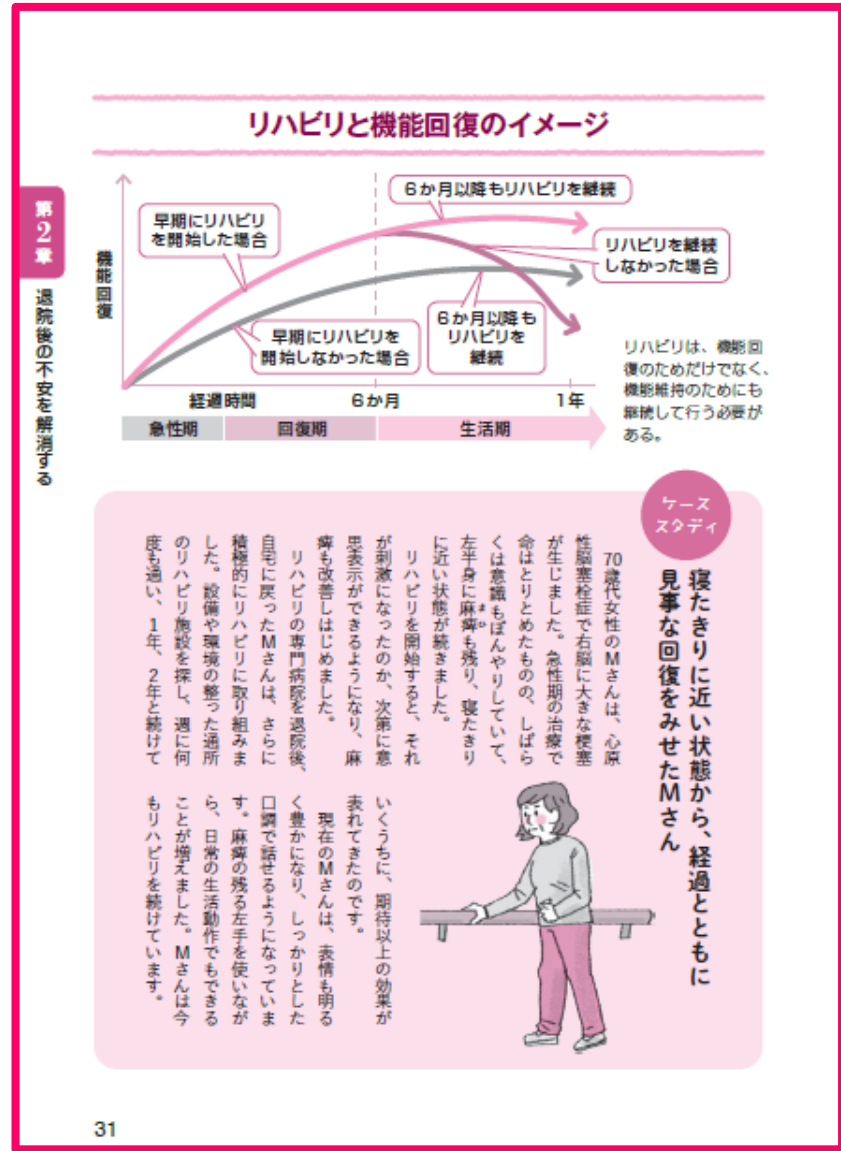 リハビリと機能回復のイメージ
第2章
退院後の不安を解消する
機能回復
早期にリハビリ
を開始した場合
6か月以降もリハビリを継続
リハビリを継続
しなかった場合
早期にリハビリを
開始しなかった場合
6か月以降も
リハビリを
継続
経過時間
6か月
1年
急性期
回復期
生活期
リハビリは、機能回
復のためだけでなく、
機能維持のためにも
継続して行う必要が
ある。
ケース
スタディ
寝たきりに近い状態から、経過とともに
見事な回復をみせたMさん
70歳代女性のMさんは、心原
性脳塞栓症で右脳に大きな梗塞
が生じました。急性期の治療で
命はとりとめたものの、しばら
くは意識もぼんやりしていて、
左半身に麻痺も残り、寝たきり
まひ
に近い状態が続きました。
リハビリを開始すると、それ
が刺激になったのか、次第に意
思表示ができるようになり、麻
痺も改善しはじめました。
リハビリの専門病院を退院後、
自宅に戻ったMさんは、さらに
積極的にリハビリに取り組みま
した。設備や環境の整った通所
のリハビリ施設を探し、週に何
度も通い、1年、2年と続けて
いくうちに、期待以上の効果が
表れてきたのです。
現在のMさんは、表情も明る
く豊かになり、しっかりとした
口調で話せるようになっていま
す。麻痺の残る左手を使いなが
ら、日常の生活動作でもできる
ことが増えました。Mさんは今
もリハビリを続けています。
31